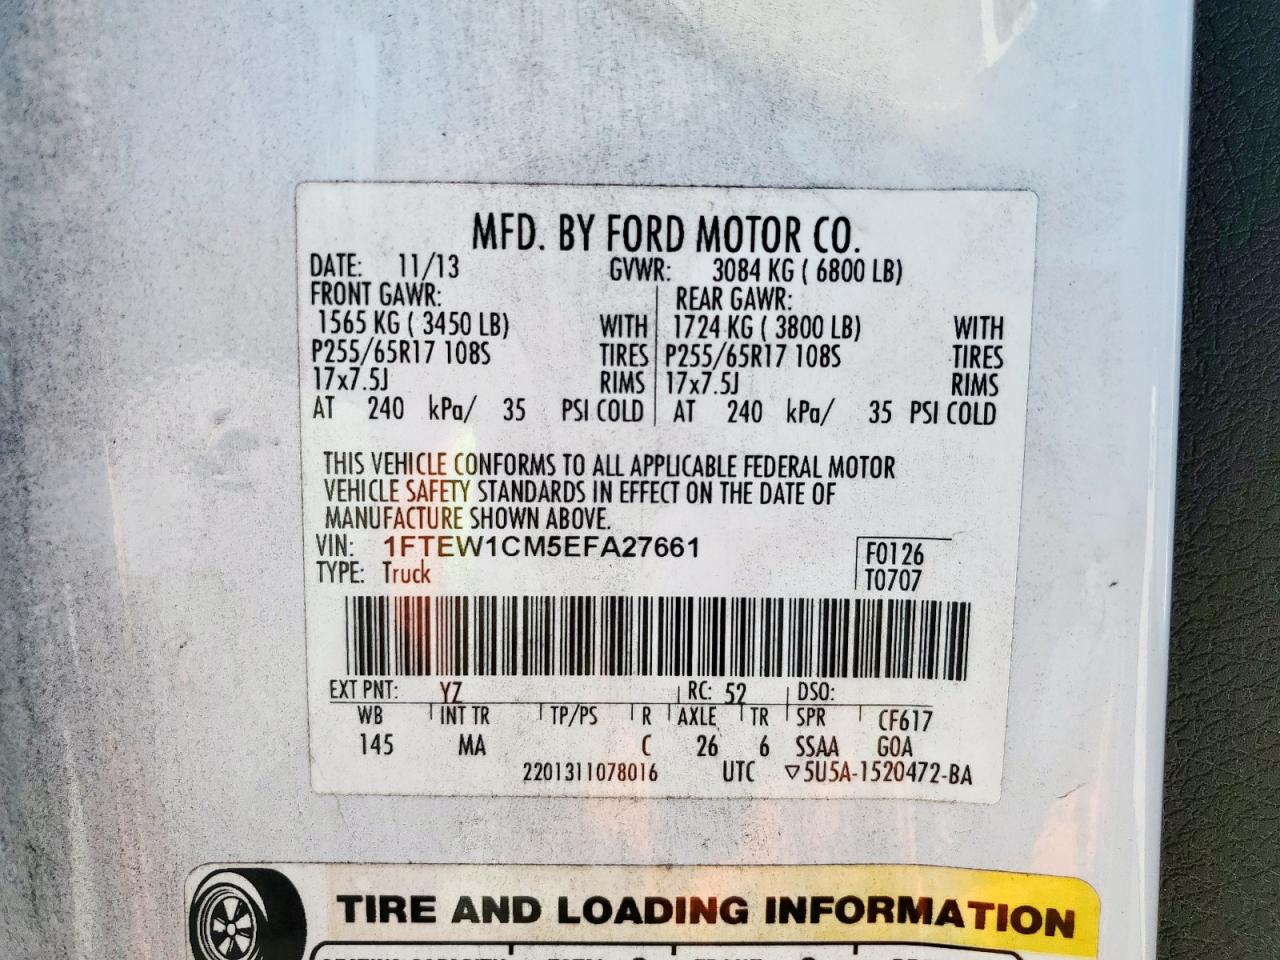 MFD. BY FORD MOTOR CO.
DATE: 11/13 GVWR: 3084 KG ( 6800 LB)
FRONT GAWR: REAR GAWR:
1565 KG ( 3450 LB) WITH 1724 KG ( 3800 LB) WITH
P255/65R17 108S TIRES P255/65R17 108S TIRES
17x7.5J RIMS 17x7.5J RIMS
AT 240 kPa/ 35 PSI COLD AT 240 kPa/ 35 PSI COLD
THIS VEHICLE CONFORMS TO ALL APPLICABLE FEDERAL MOTOR
VEHICLE SAFETY STANDARDS IN EFFECT ON THE DATE OF
MANUFACTURE SHOWN ABOVE.
VIN: 1FTEW1CM5EFA27661 F0126
TYPE: Truck T0707
EXT PNT: YZ RC: 52 DSO:
WB INT TR TP/PS R AXLE TR SPR CF617
145 MA C 26 6 SSAA GOA
2201311078016 UTC ▽5U5A-1520472-BA
TIRE AND LOADING INFORMATION